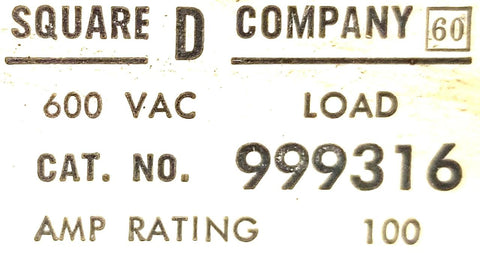 SQUARE D COMPANY 60
600 VAC LOAD
CAT. NO. 999316
AMP RATING 100